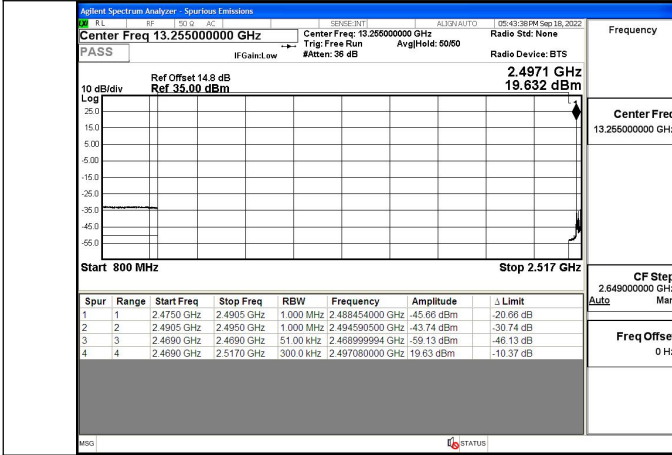 Agilent Spectrum Analyzer - Spurious Emissions
RL RF 50 Ω AC SENSE:INT ALIGNAUTO 05:43:38 PM Sep 18, 2022
Center Freq 13.255000000 GHz Center Freq: 13.255000000 GHz Radio Std: None
Trig: Free Run Avg|Hold: 50/50
PASS IFGain:Low #Atten: 36 dB Radio Device: BTS
Frequency
Ref Offset 14.8 dB 2.4971 GHz
10 dB/div Ref 35.00 dBm 19.632 dBm
Log
25.0
15.0
5.00
-5.00
-15.0
-25.0
-35.0
-45.0
-55.0
Start 800 MHz Stop 2.517 GHz
Center Freq
13.255000000 GHz
CF Step
2.649000000 GHz
Auto Man
Freq Offset
0 Hz
Spur Range Start Freq Stop Freq RBW Frequency Amplitude Δ Limit
1 1 2.4750 GHz 2.4905 GHz 1.000 MHz 2.488454000 GHz -45.66 dBm -20.66 dB
2 2 2.4905 GHz 2.4950 GHz 1.000 MHz 2.494590500 GHz -43.74 dBm -30.74 dB
3 3 2.4690 GHz 2.4690 GHz 51.00 kHz 2.468999994 GHz -59.13 dBm -46.13 dB
4 4 2.4690 GHz 2.5170 GHz 300.0 kHz 2.497080000 GHz 19.63 dBm -10.37 dB
MSG STATUS